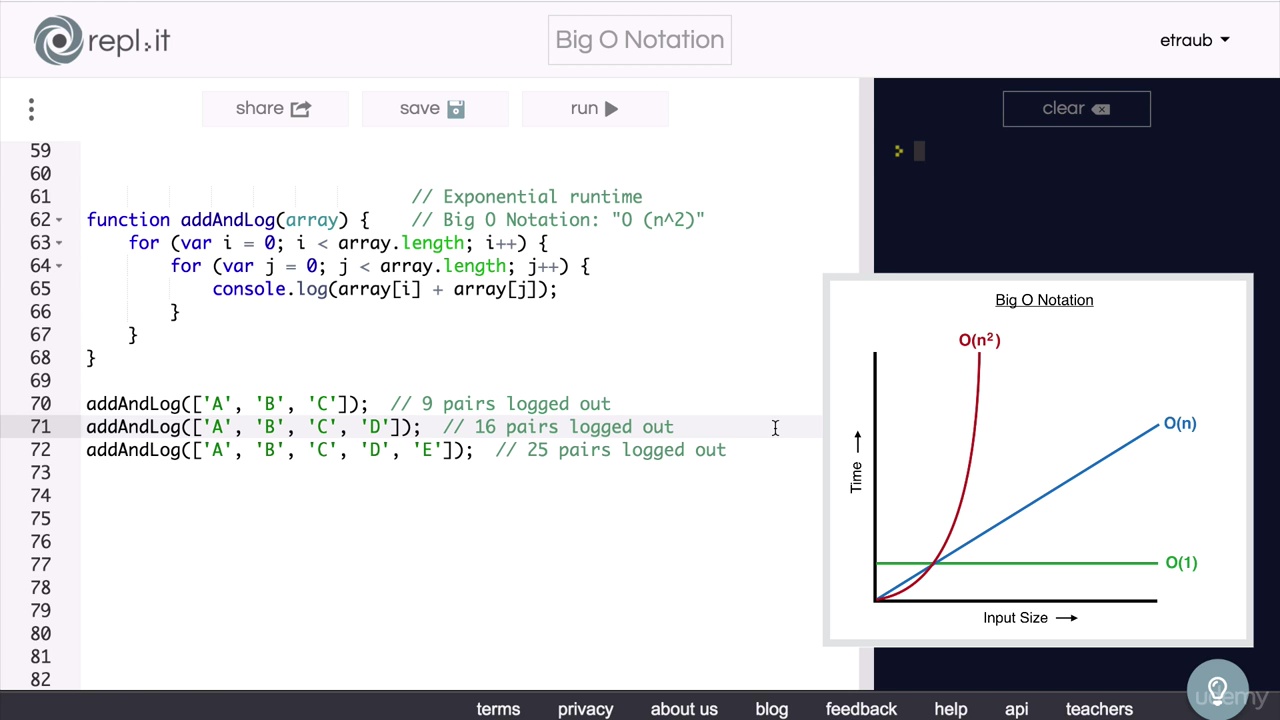 repl.it
Big O Notation
etraub
share
save
run
clear
59
60
61 // Exponential runtime
62 function addAndLog(array) { // Big O Notation: "O (n^2)"
63 for (var i = 0; i < array.length; i++) {
64 for (var j = 0; j < array.length; j++) {
65 console.log(array[i] + array[j]);
66 }
67 }
68 }
69
70 addAndLog(['A', 'B', 'C']); // 9 pairs logged out
71 addAndLog(['A', 'B', 'C', 'D']); // 16 pairs logged out
72 addAndLog(['A', 'B', 'C', 'D', 'E']); // 25 pairs logged out
73
74
75
76
77
78
79
80
81
82
>
Big O Notation
O(n²)
O(n)
O(1)
Time
Input Size
terms privacy about us blog feedback help api teachers
udemy